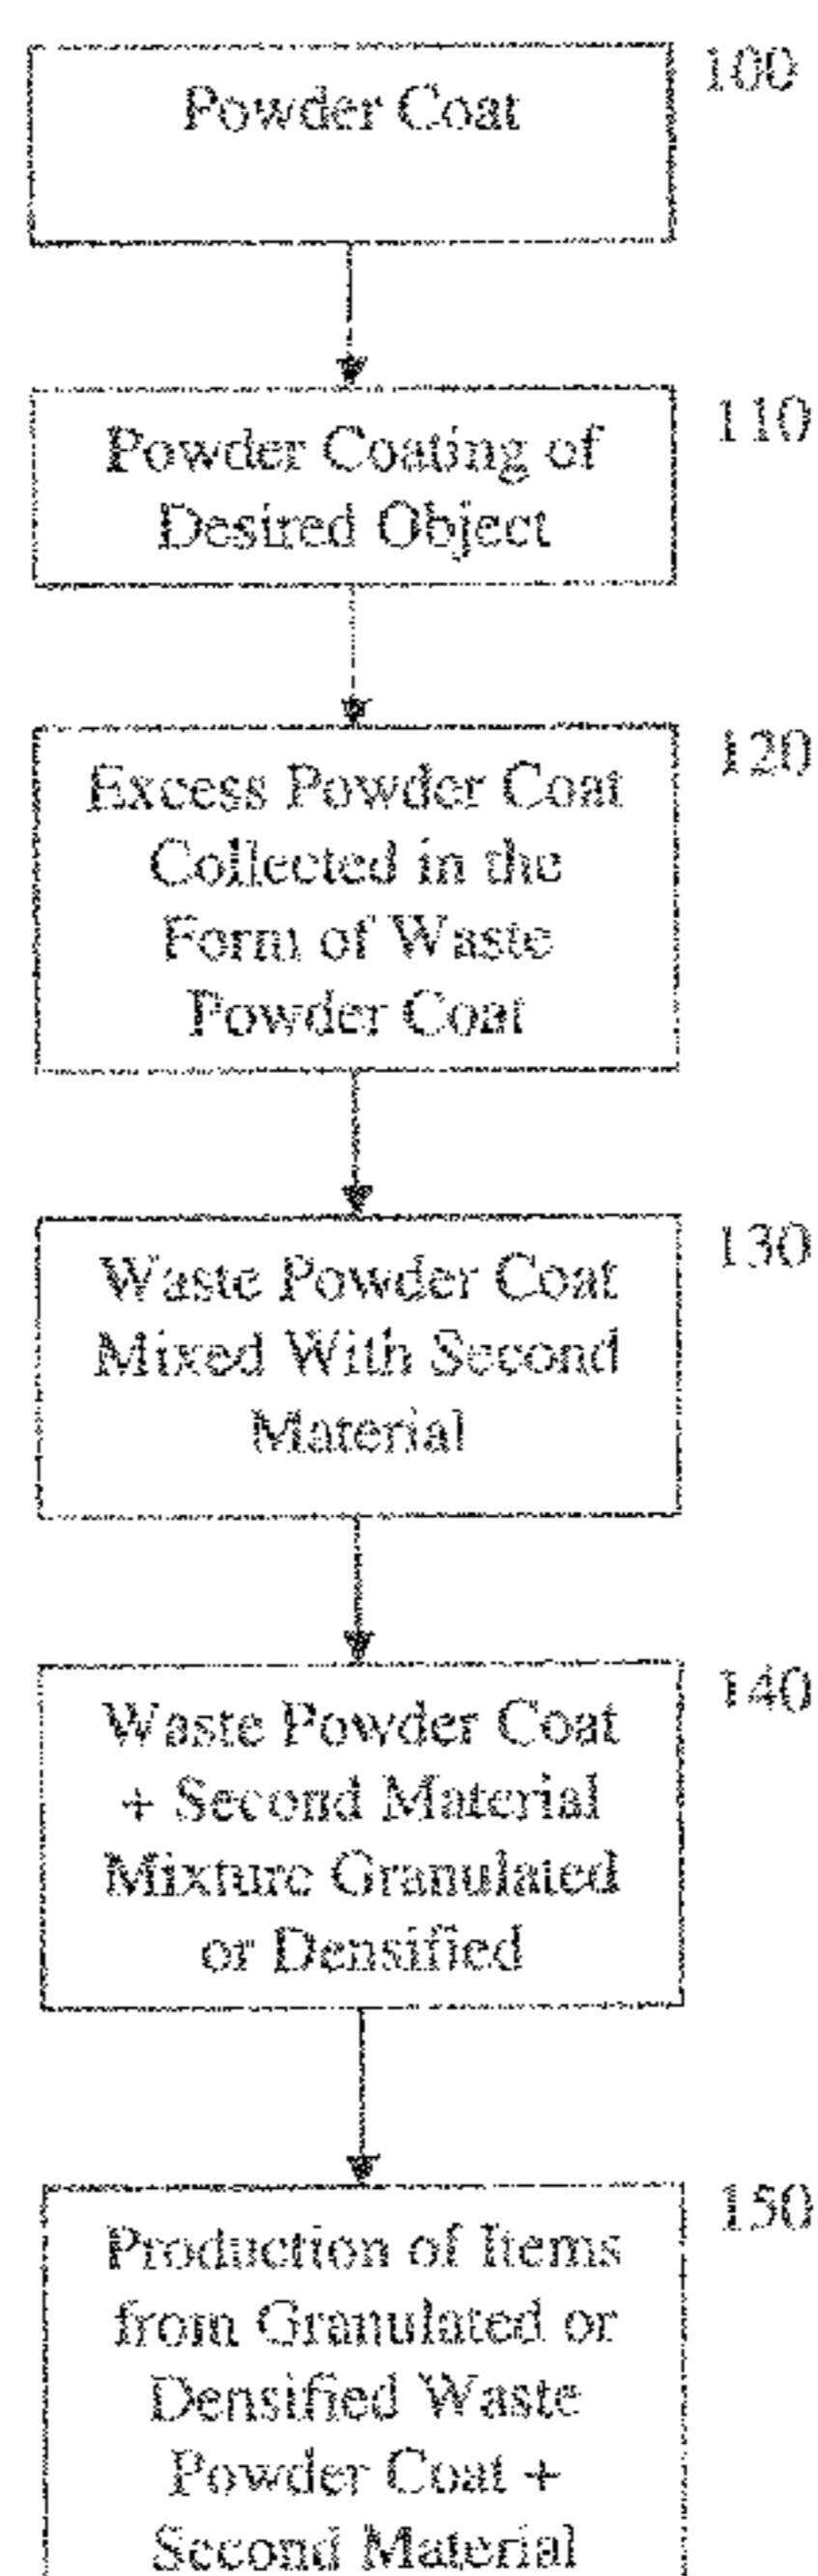 Powder Coat
100
Powder Coating of
Desired Object
110
Excess Powder Coat
Collected in the
Form of Waste
Powder Coat
120
Waste Powder Coat
Mixed With Second
Material
130
Waste Powder Coat
+ Second Material
Mixture Granulated
or Densified
140
Production of Items
from Granulated or
Densified Waste
Powder Coat +
Second Material
150